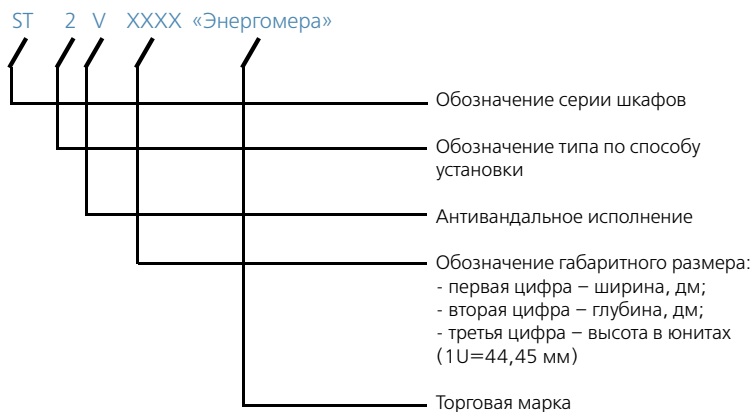 ST 2 V XXXX «Энергомера»
Обозначение серии шкафов
Обозначение типа по способу
установки
Антивандальное исполнение
Обозначение габаритного размера:
- первая цифра – ширина, дм;
- вторая цифра – глубина, дм;
- третья цифра – высота в юнитах
(1U=44,45 мм)
Торговая марка